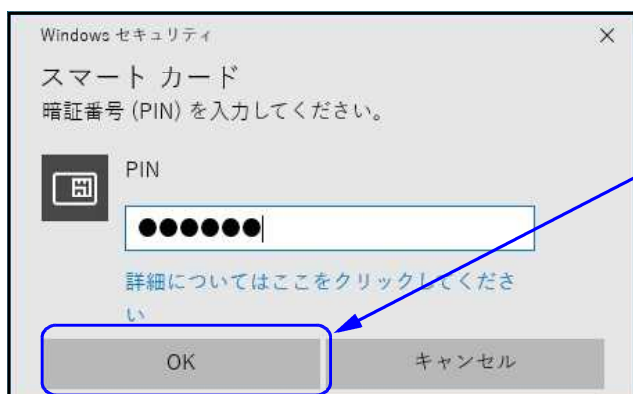 Windows セキュリティ
スマート カード
暗証番号 (PIN) を入力してください。
PIN
●●●●●●
詳細についてはここをクリックしてくださ
い
OK
キャンセル